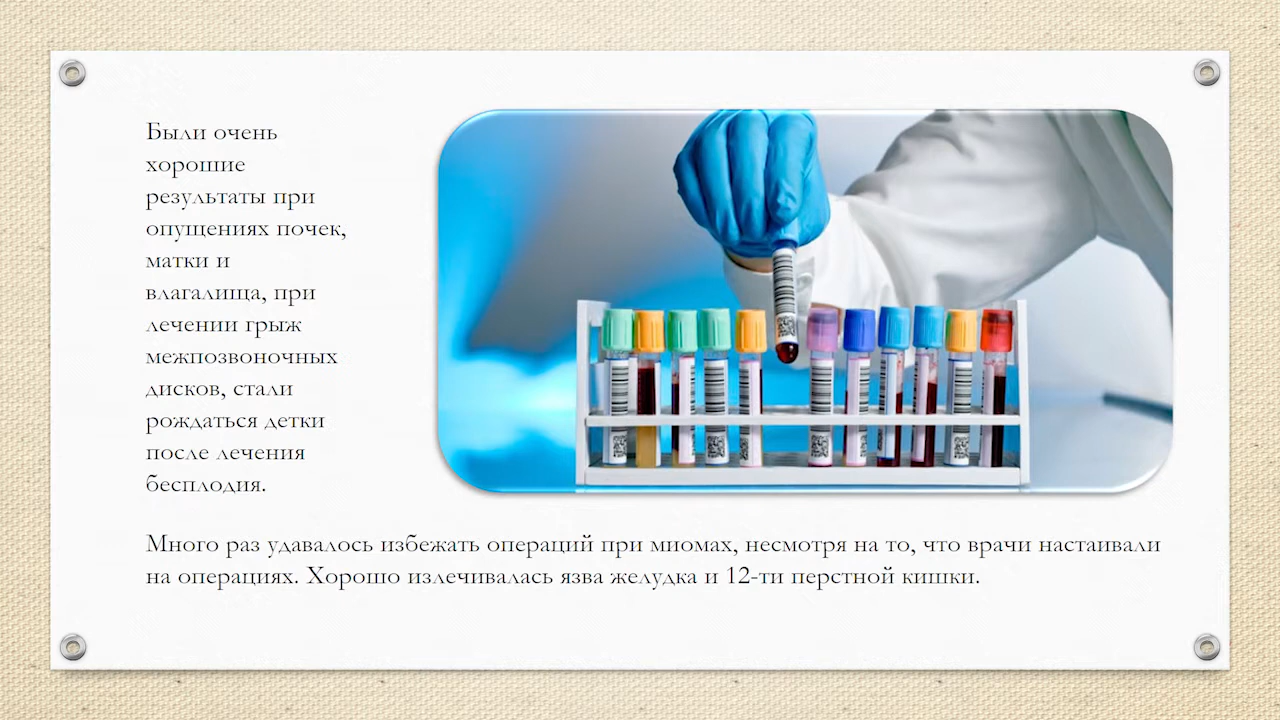 Были очень
хорошие
результаты при
опущениях почек,
матки и
влагалища, при
лечении грыж
межпозвоночных
дисков, стали
рождаться детки
после лечения
бесплодия.
Много раз удавалось избежать операций при миомах, несмотря на то, что врачи настаивали
на операциях. Хорошо излечивалась язва желудка и 12-ти перстной кишки.